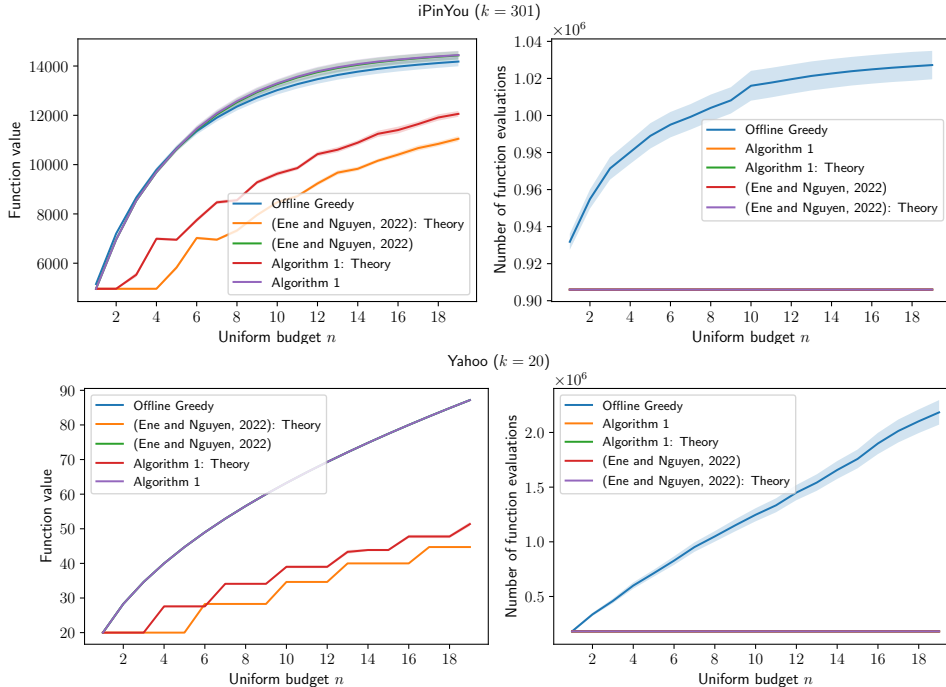 iPinYou (k = 301)
14000
12000
10000
8000
6000
Function value
Offline Greedy
(Ene and Nguyen, 2022): Theory
(Ene and Nguyen, 2022)
Algorithm 1: Theory
Algorithm 1
2 4 6 8 10 12 14 16 18
Uniform budget n
×10⁶
1.04
1.02
1.00
0.98
0.96
0.94
0.92
0.90
Number of function evaluations
Offline Greedy
Algorithm 1
Algorithm 1: Theory
(Ene and Nguyen, 2022)
(Ene and Nguyen, 2022): Theory
2 4 6 8 10 12 14 16 18
Uniform budget n
Yahoo (k = 20)
90
80
70
60
50
40
30
20
Function value
Offline Greedy
(Ene and Nguyen, 2022): Theory
(Ene and Nguyen, 2022)
Algorithm 1: Theory
Algorithm 1
2 4 6 8 10 12 14 16 18
Uniform budget n
×10⁶
2.0
1.5
1.0
0.5
Number of function evaluations
Offline Greedy
Algorithm 1
Algorithm 1: Theory
(Ene and Nguyen, 2022)
(Ene and Nguyen, 2022): Theory
2 4 6 8 10 12 14 16 18
Uniform budget n